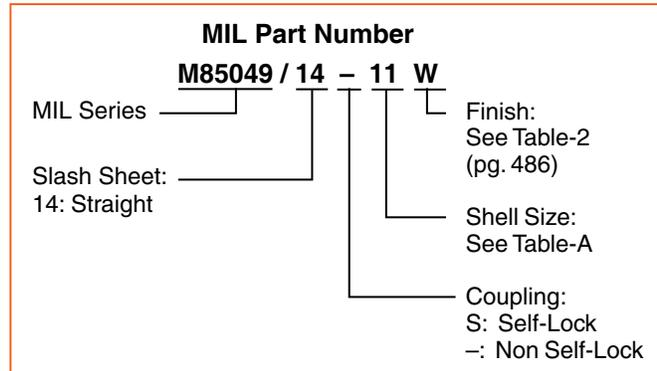 MIL Part Number
M85049 / 14 – 11 W
MIL Series
Finish:
See Table-2
(pg. 486)
Slash Sheet:
14: Straight
Shell Size:
See Table-A
Coupling:
S: Self-Lock
–: Non Self-Lock